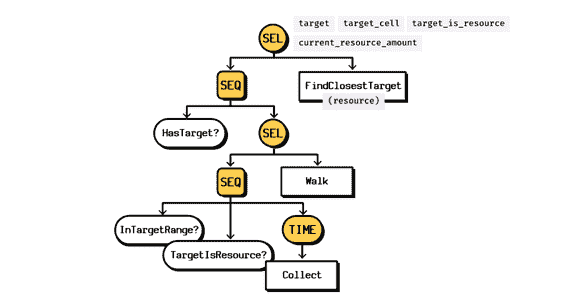 SEL
target target_cell target_is_resource
current_resource_amount
SEQ
FindClosestTarget
(resource)
HasTarget?
SEL
SEQ
Walk
InTargetRange?
TargetIsResource?
TIME
Collect